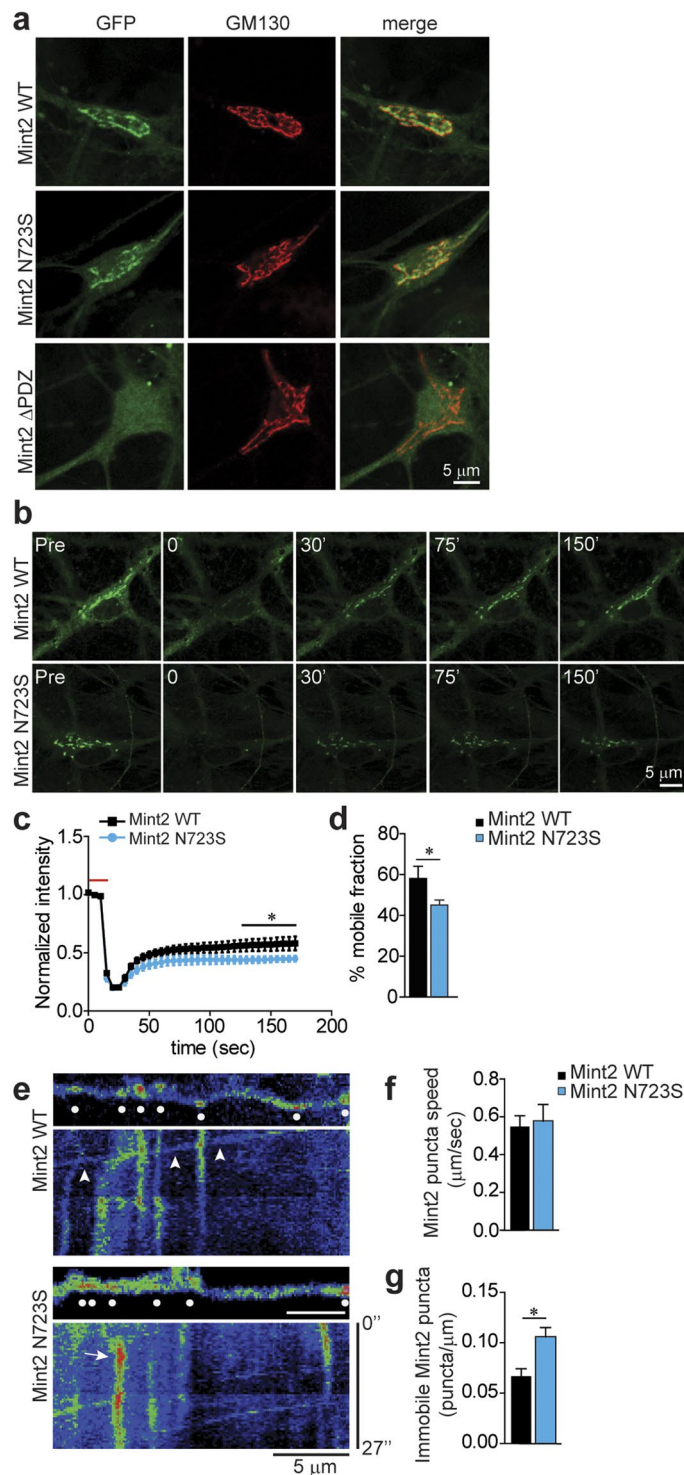 a
GFP GM130 merge
Mint2 WT
Mint2 N723S
Mint2 ΔPDZ
5 μm
b
Mint2 WT
Pre 0 30' 75' 150'
Mint2 N723S
Pre 0 30' 75' 150'
5 μm
c
Mint2 WT
Mint2 N723S
Normalized intensity
1.5
1.0
0.5
0.0
*
0 50 100 150 200
time (sec)
d
Mint2 WT
Mint2 N723S
% mobile fraction
80
60
40
20
0
*
e
Mint2 WT
Mint2 N723S
0"
27"
5 μm
f
Mint2 WT
Mint2 N723S
Mint2 puncta speed
(μm/sec)
0.8
0.6
0.4
0.2
0.0
g
Immobile Mint2 puncta
(puncta/μm)
0.15
0.10
0.05
0.00
*